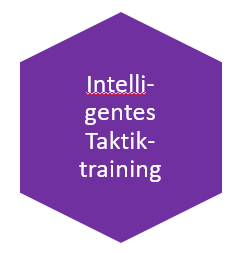 Intelli-
gentes
Taktik-
training